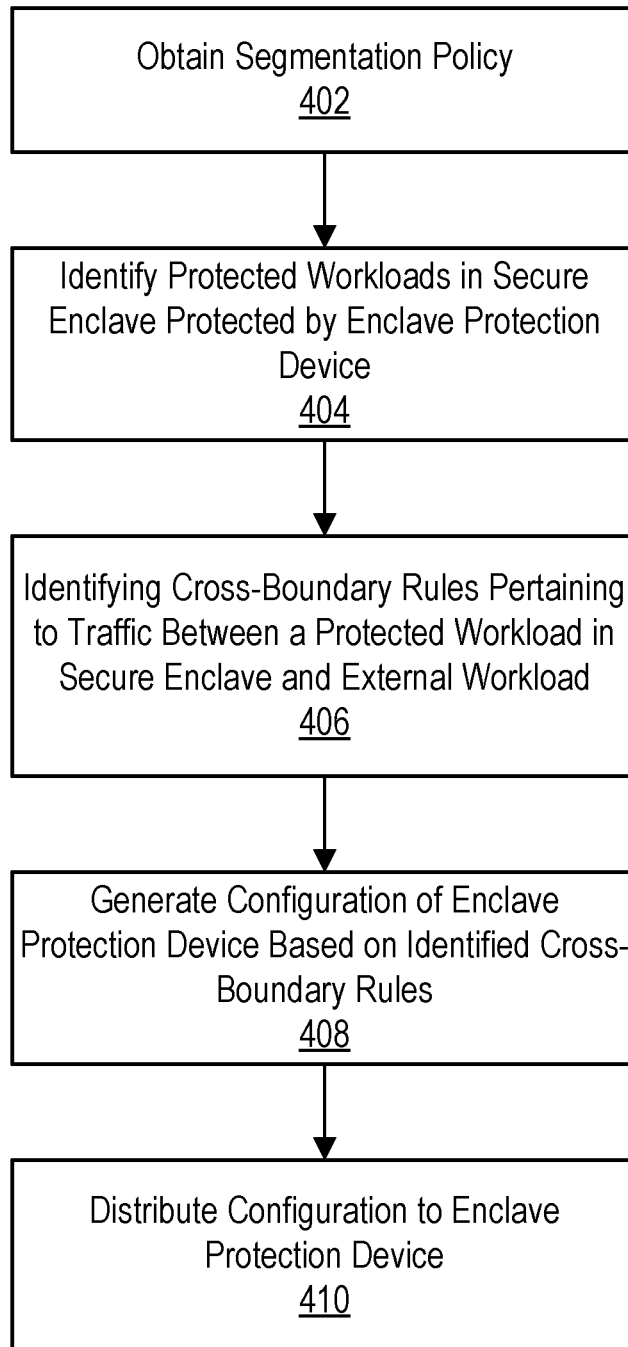 Obtain Segmentation Policy
402
Identify Protected Workloads in Secure
Enclave Protected by Enclave Protection
Device
404
Identifying Cross-Boundary Rules Pertaining
to Traffic Between a Protected Workload in
Secure Enclave and External Workload
406
Generate Configuration of Enclave
Protection Device Based on Identified Cross-
Boundary Rules
408
Distribute Configuration to Enclave
Protection Device
410